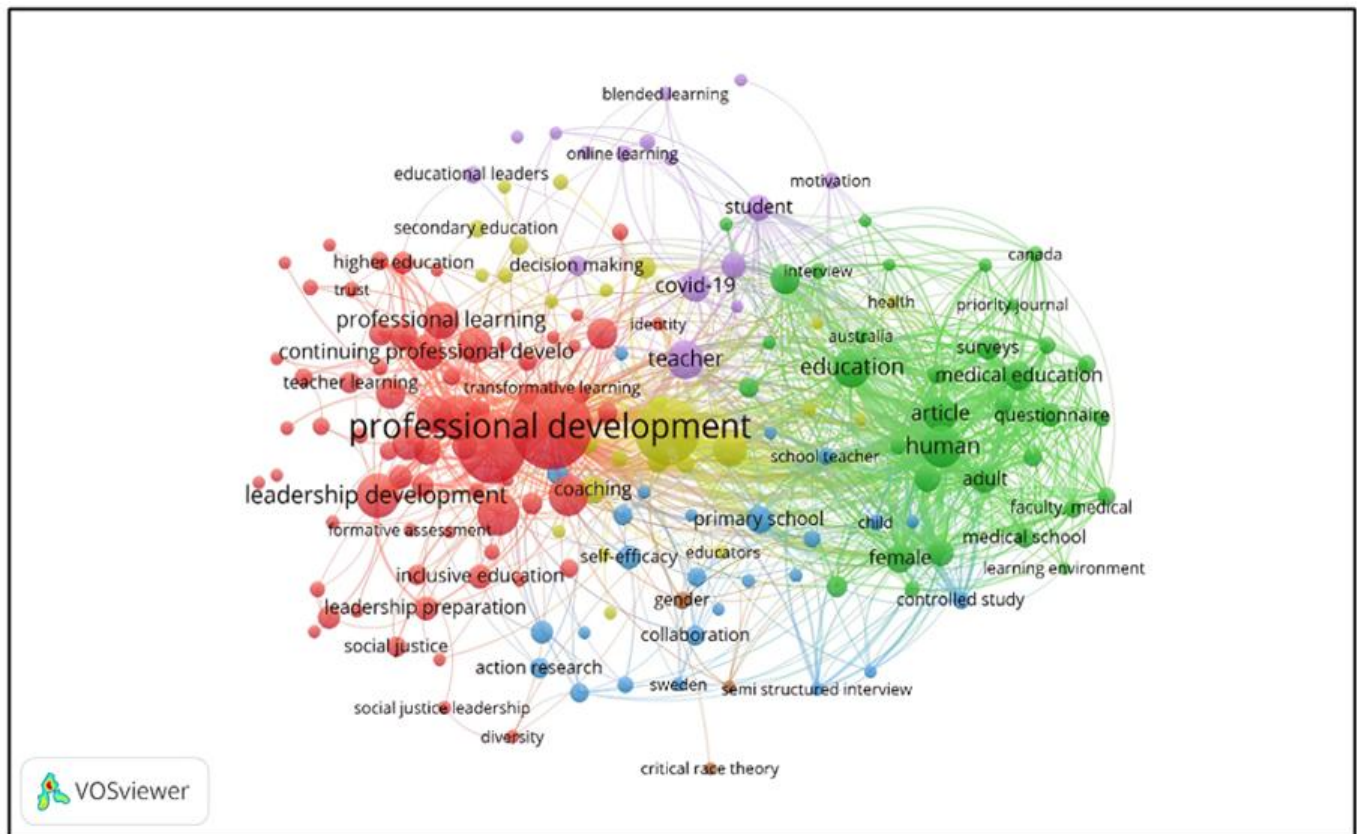 blended learning
online learning
educational leaders
motivation
student
secondary education
decision making
higher education
canada
interview
trust
covid-19
health
priority journal
professional learning
identity
australia
surveys
continuing professional develo
teacher
education
medical education
teacher learning
transformative learning
article
questionnaire
professional development
human
school teacher
adult
leadership development
coaching
faculty, medical
formative assessment
primary school
child
medical school
self-efficacy
educators
female
learning environment
inclusive education
gender
controlled study
leadership preparation
collaboration
social justice
action research
sweden
semi structured interview
social justice leadership
diversity
critical race theory
VOSviewer